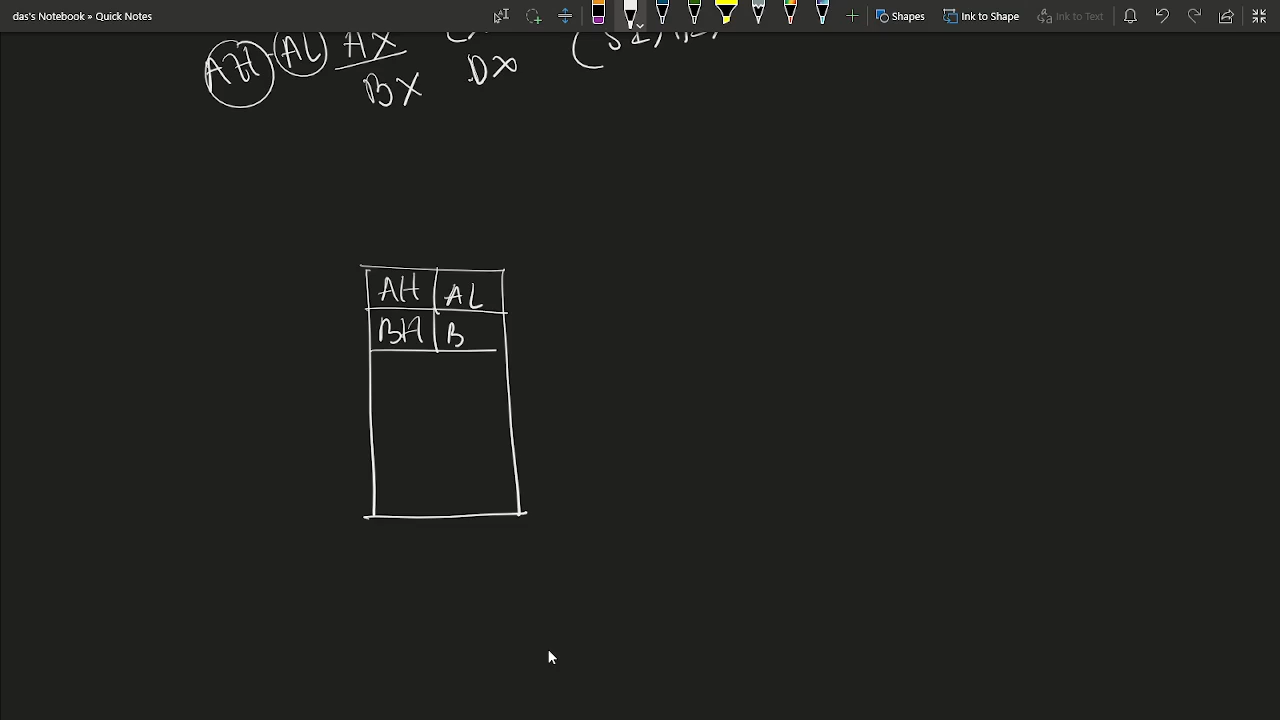 das's Notebook » Quick Notes
Shapes
Ink to Shape
Ink to Text
AH AL AX
BX DX
AH AL
BH B